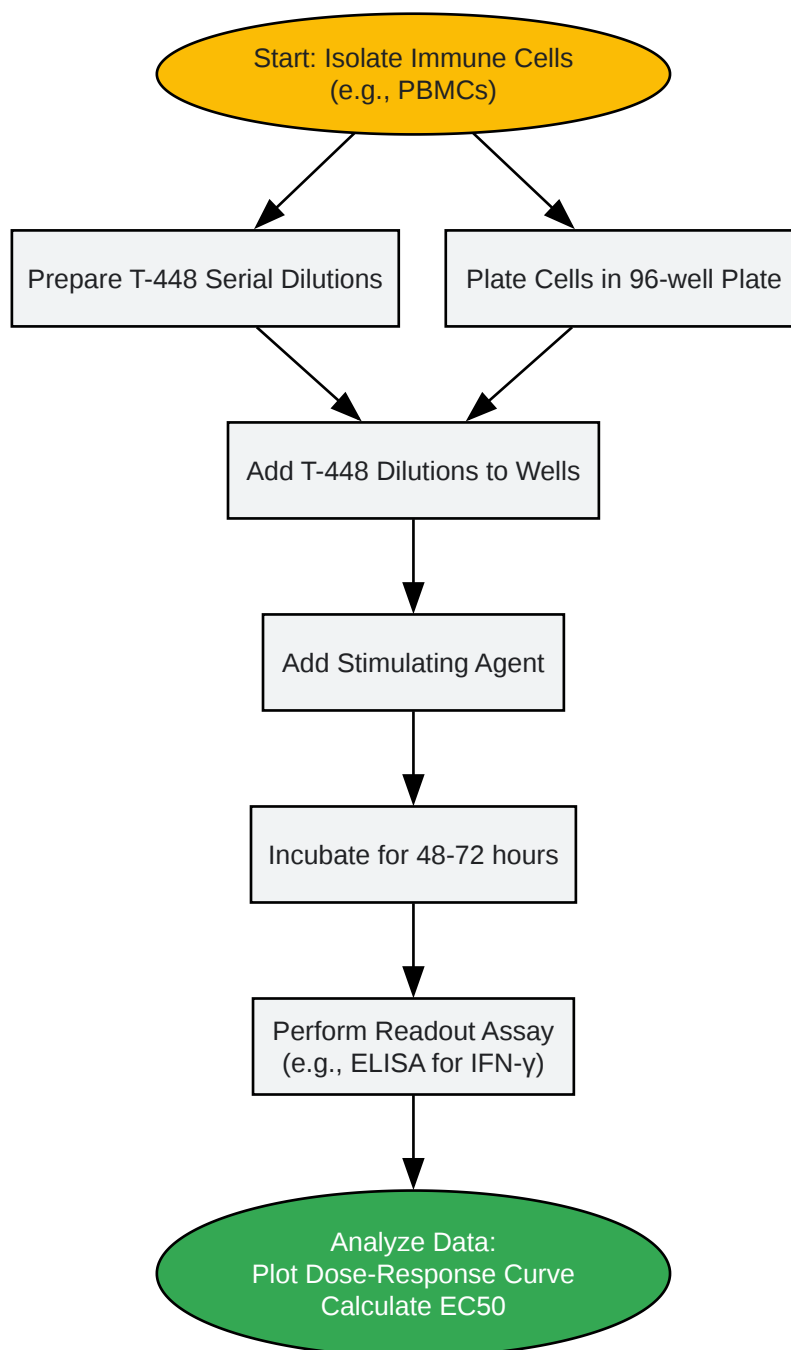 Start: Isolate Immune Cells
(e.g., PBMCs)
Prepare T-448 Serial Dilutions
Plate Cells in 96-well Plate
Add T-448 Dilutions to Wells
Add Stimulating Agent
Incubate for 48-72 hours
Perform Readout Assay
(e.g., ELISA for IFN-γ)
Analyze Data:
Plot Dose-Response Curve
Calculate EC50